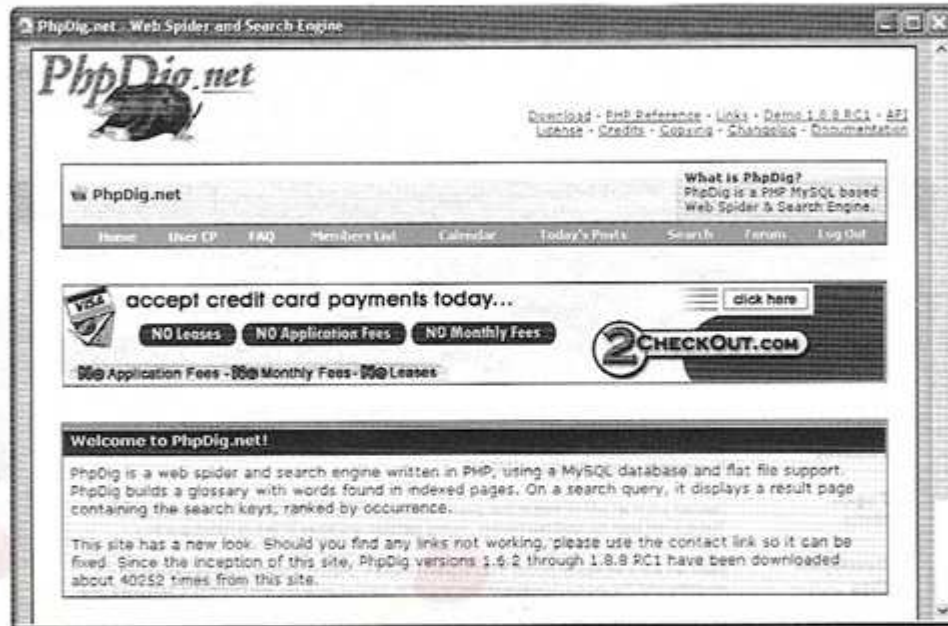 PhpDig.net - Web Spider and Search Engine
PhpDig.net
Download - PHP Reference - Links - Demo 1.8.8 RC1 - API
License - Credits - Copying - Changelog - Documentation
PhpDig.net
What is PhpDig?
PhpDig is a PHP MySQL based
Web Spider & Search Engine.
Home User CP FAQ Members List Calendar Today's Posts Search Forum Log Out
VISA
accept credit card payments today...
click here
NO Leases NO Application Fees NO Monthly Fees
2CHECKOUT.COM
Application Fees - Monthly Fees - Leases
Welcome to PhpDig.net!
PhpDig is a web spider and search engine written in PHP, using a MySQL database and flat file support.
PhpDig builds a glossary with words found in indexed pages. On a search query, it displays a result page
containing the search keys, ranked by occurrence.
This site has a new look. Should you find any links not working, please use the contact link so it can be
fixed. Since the inception of this site, PhpDig versions 1.6.2 through 1.8.8 RC1 have been downloaded
about 40252 times from this site.